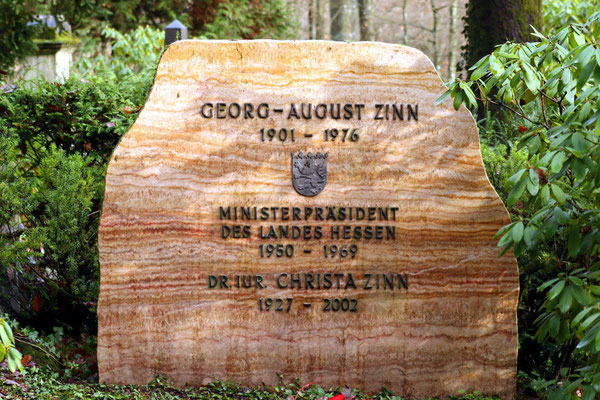 GEORG-AUGUST ZINN
1901 - 1976
MINISTERPRÄSIDENT
DES LANDES HESSEN
1950 - 1969
DR. IUR. CHRISTA ZINN
1927 - 2002